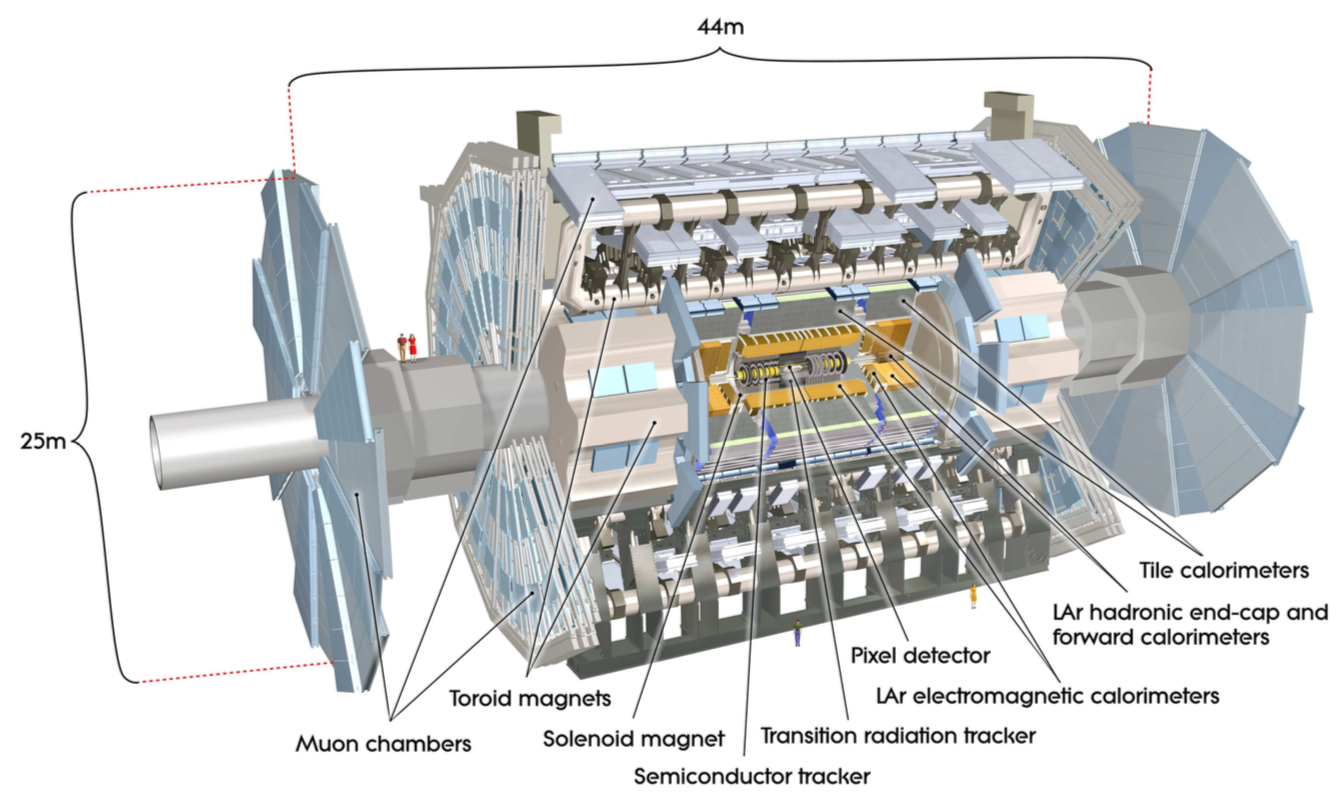 44m
25m
Tile calorimeters
LAr hadronic end-cap and
forward calorimeters
Pixel detector
LAr electromagnetic calorimeters
Toroid magnets
Muon chambers
Solenoid magnet
Transition radiation tracker
Semiconductor tracker